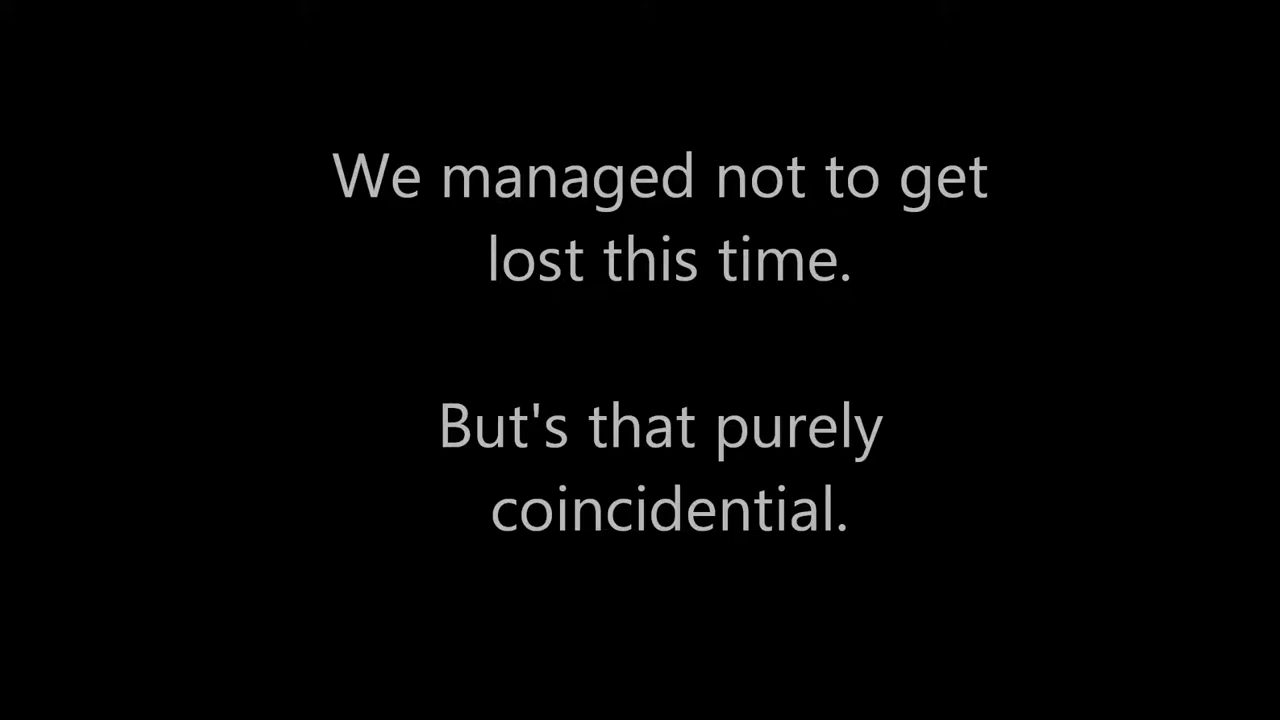 We managed not to get
lost this time.
But's that purely
coincidential.